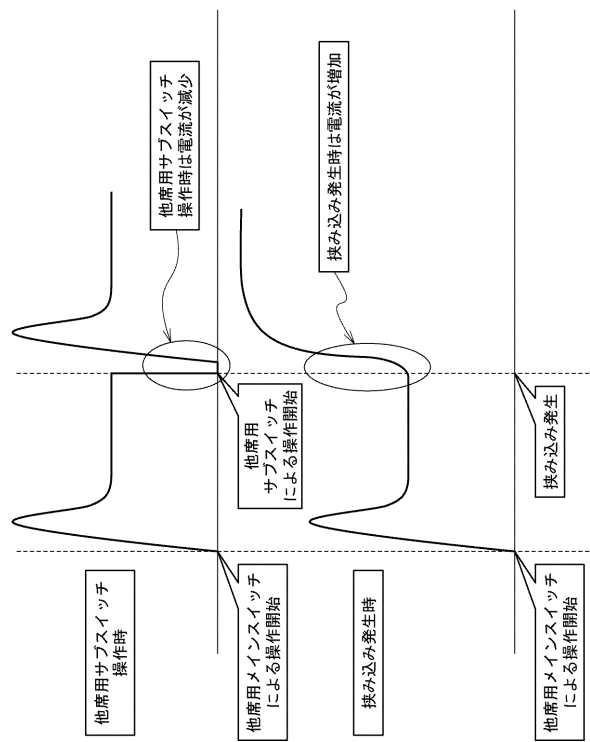 他席用サブスイッチ
操作時
他席用メインスイッチ
による操作開始
他席用
サブスイッチ
による操作開始
他席用サブスイッチ
操作時は電流が減少
挟み込み発生時
他席用メインスイッチ
による操作開始
挟み込み発生
挟み込み発生時は電流が増加